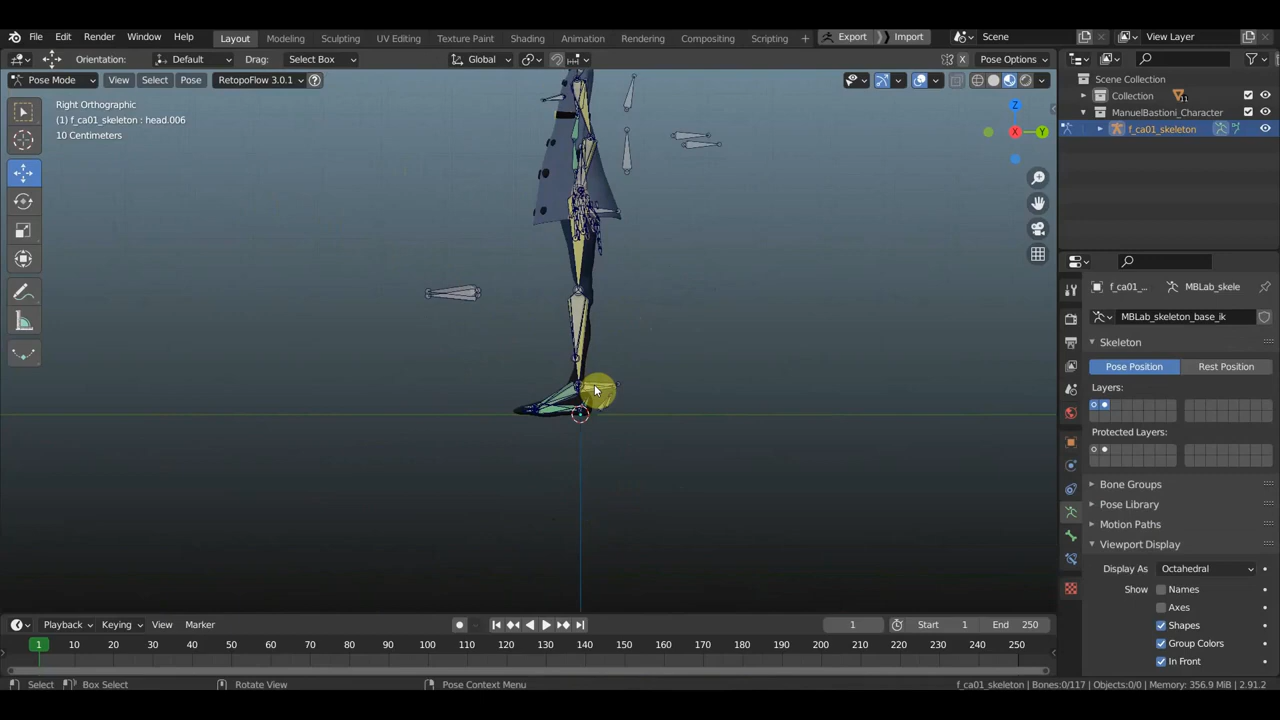 File Edit Render Window Help Layout Modeling Sculpting UV Editing Texture Paint Shading Animation Rendering Compositing Scripting + Export Import Scene View Layer
Orientation: Default Drag: Select Box Global Pose Options
Pose Mode View Select Pose RetopoFlow 3.0.1
Right Orthographic
(1) f_ca01_skeleton : head.006
10 Centimeters
Z
X
Y
Scene Collection
Collection 11
ManuelBastioni_Character
f_ca01_skeleton
f_ca01_... MBLab_skele
MBLab_skeleton_base_ik
Skeleton
Pose Position Rest Position
Layers:
Protected Layers:
Bone Groups
Pose Library
Motion Paths
Viewport Display
Display As Octahedral
Show Names
Axes
Shapes
Group Colors
In Front
Playback Keying View Marker 1 Start 1 End 250
1 10 20 30 40 50 60 70 80 90 100 110 120 130 140 150 160 170 180 190 200 210 220 230 240 250
Select Box Select Rotate View Pose Context Menu f_ca01_skeleton | Bones:0/117 | Objects:0/0 | Memory: 356.9 MiB | 2.91.2